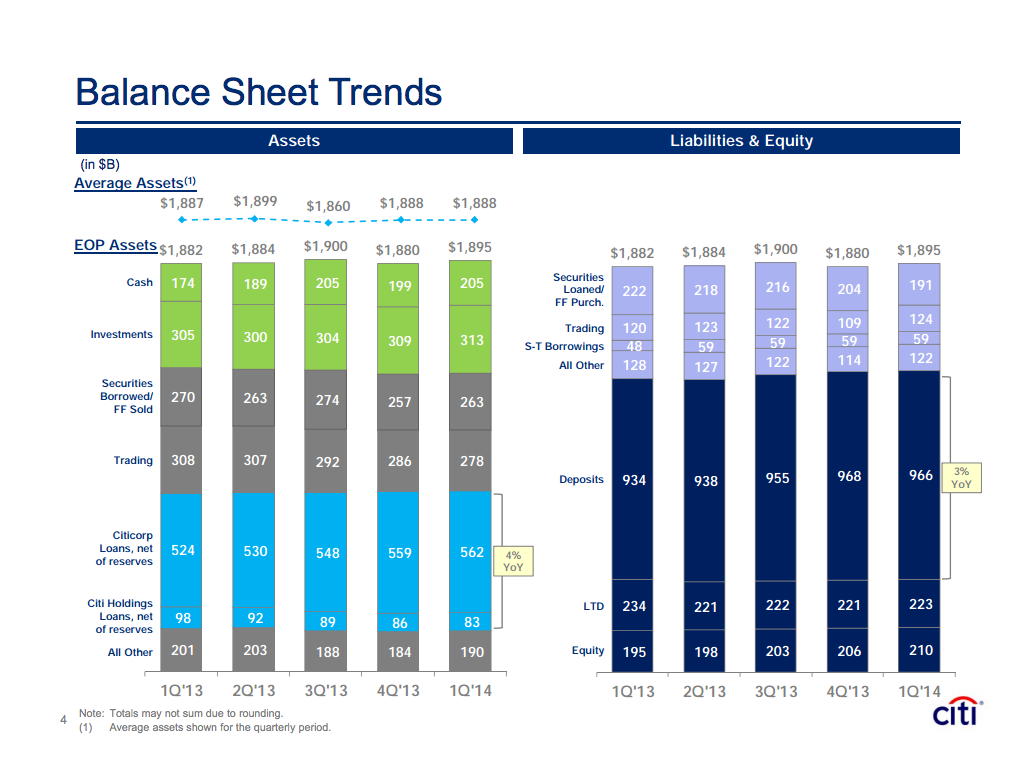 Balance Sheet Trends
Assets
Liabilities & Equity
(in $B)
Average Assets(1)
$1,887 $1,899 $1,860 $1,888 $1,888
EOP Assets $1,882 $1,884 $1,900 $1,880 $1,895
Cash 174 189 205 199 205
Investments 305 300 304 309 313
Securities
Borrowed/
FF Sold
270 263 274 257 263
Trading 308 307 292 286 278
Citicorp
Loans, net
of reserves
524 530 548 559 562
4%
YoY
Citi Holdings
Loans, net
of reserves
98 92 89 86 83
All Other 201 203 188 184 190
1Q'13 2Q'13 3Q'13 4Q'13 1Q'14
$1,882 $1,884 $1,900 $1,880 $1,895
Securities
Loaned/
FF Purch.
222 218 216 204 191
Trading 120 123 122 109 124
S-T Borrowings 48 59 59 59 59
All Other 128 127 122 114 122
Deposits 934 938 955 968 966
3%
YoY
LTD 234 221 222 221 223
Equity 195 198 203 206 210
1Q'13 2Q'13 3Q'13 4Q'13 1Q'14
4
Note: Totals may not sum due to rounding.
(1) Average assets shown for the quarterly period.
citi®